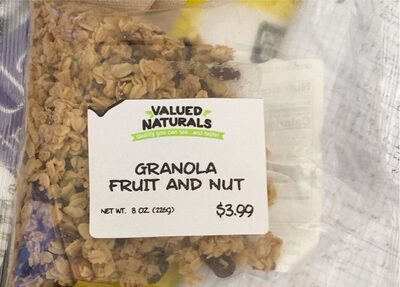 VALUED
NATURALS
Quality you can see...and taste!
GRANOLA
FRUIT AND NUT
NET WT. 8 OZ. (226g) $3.99